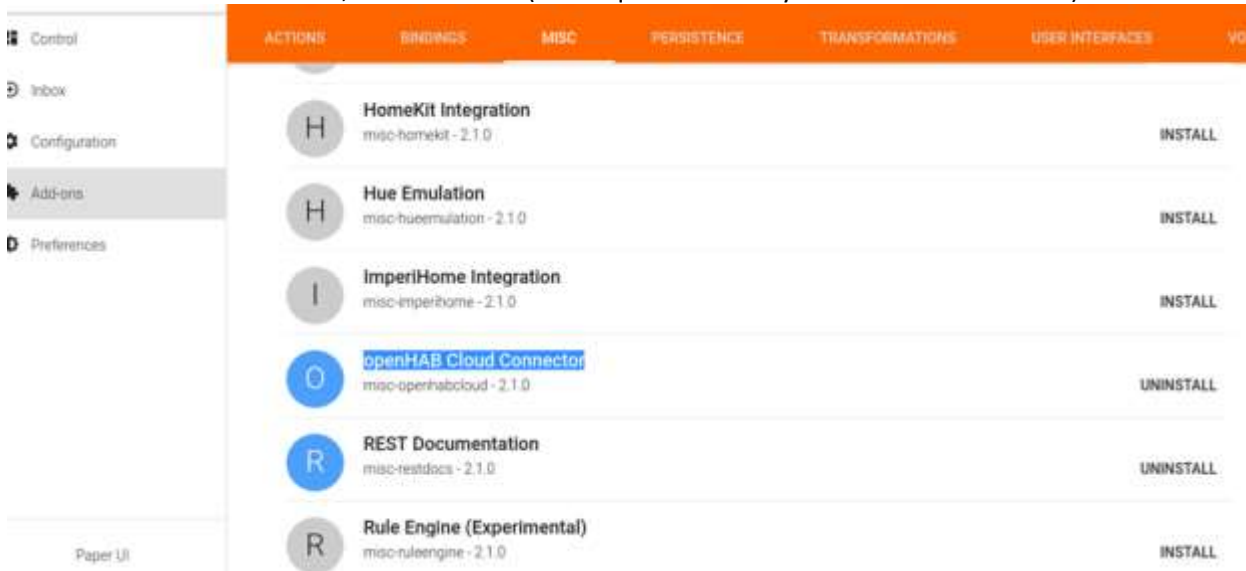 Control
Inbox
Configuration
Add-ons
Preferences
Paper UI
ACTIONS BINDINGS MISC PERSISTENCE TRANSFORMATIONS USER INTERFACES VO
H
HomeKit Integration
misc-homekit - 2.1.0
INSTALL
H
Hue Emulation
misc-hueemulation - 2.1.0
INSTALL
I
ImperiHome Integration
misc-imperihome - 2.1.0
INSTALL
O
openHAB Cloud Connector
misc-openhabcloud - 2.1.0
UNINSTALL
R
REST Documentation
misc-restdocs - 2.1.0
UNINSTALL
R
Rule Engine (Experimental)
misc-ruleengine - 2.1.0
INSTALL